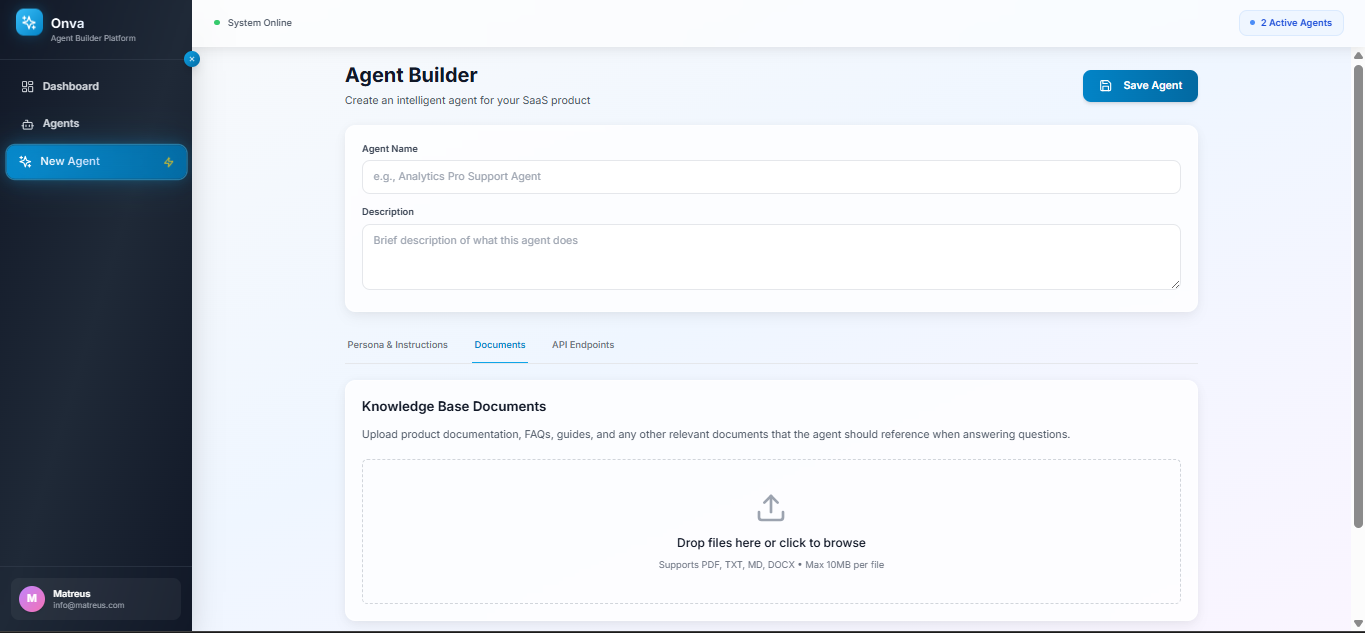 Onva
Agent Builder Platform
Dashboard
Agents
New Agent
Matreus
info@matreus.com
M
System Online
2 Active Agents
Agent Builder
Create an intelligent agent for your SaaS product
Save Agent
Agent Name
e.g., Analytics Pro Support Agent
Description
Brief description of what this agent does
Persona & Instructions
Documents
API Endpoints
Knowledge Base Documents
Upload product documentation, FAQs, guides, and any other relevant documents that the agent should reference when answering questions.
Drop files here or click to browse
Supports PDF, TXT, MD, DOCX • Max 10MB per file